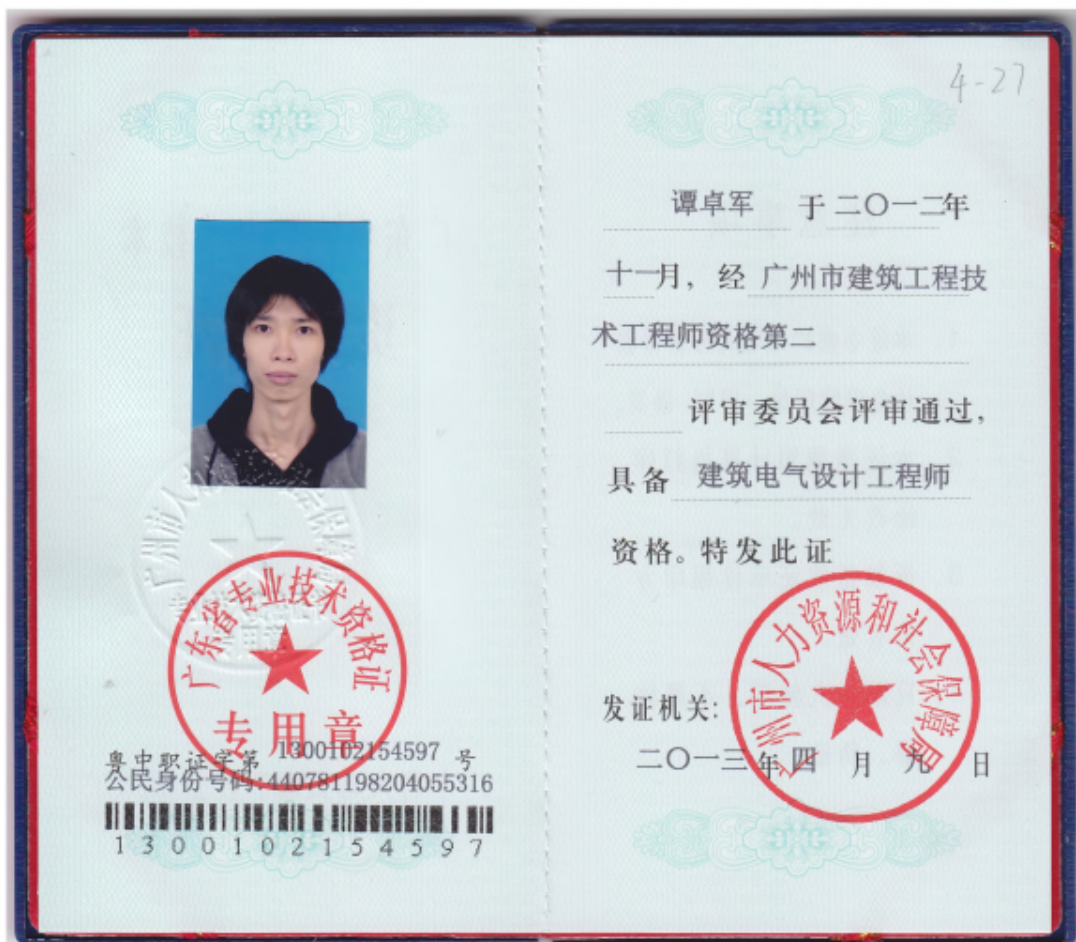 广东省专业技术资格证
专用章
粤中职证字第 1300102154597 号
公民身份号码:440781198204055316
1300102154597
4-27
谭卓军 于二〇一二年
十一月，经 广州市建筑工程技
术工程师资格第二
评审委员会评审通过，
具备 建筑电气设计工程师
资格。特发此证
广州市人力资源和社会保障局
发证机关:
二〇一三年 四 月 九 日